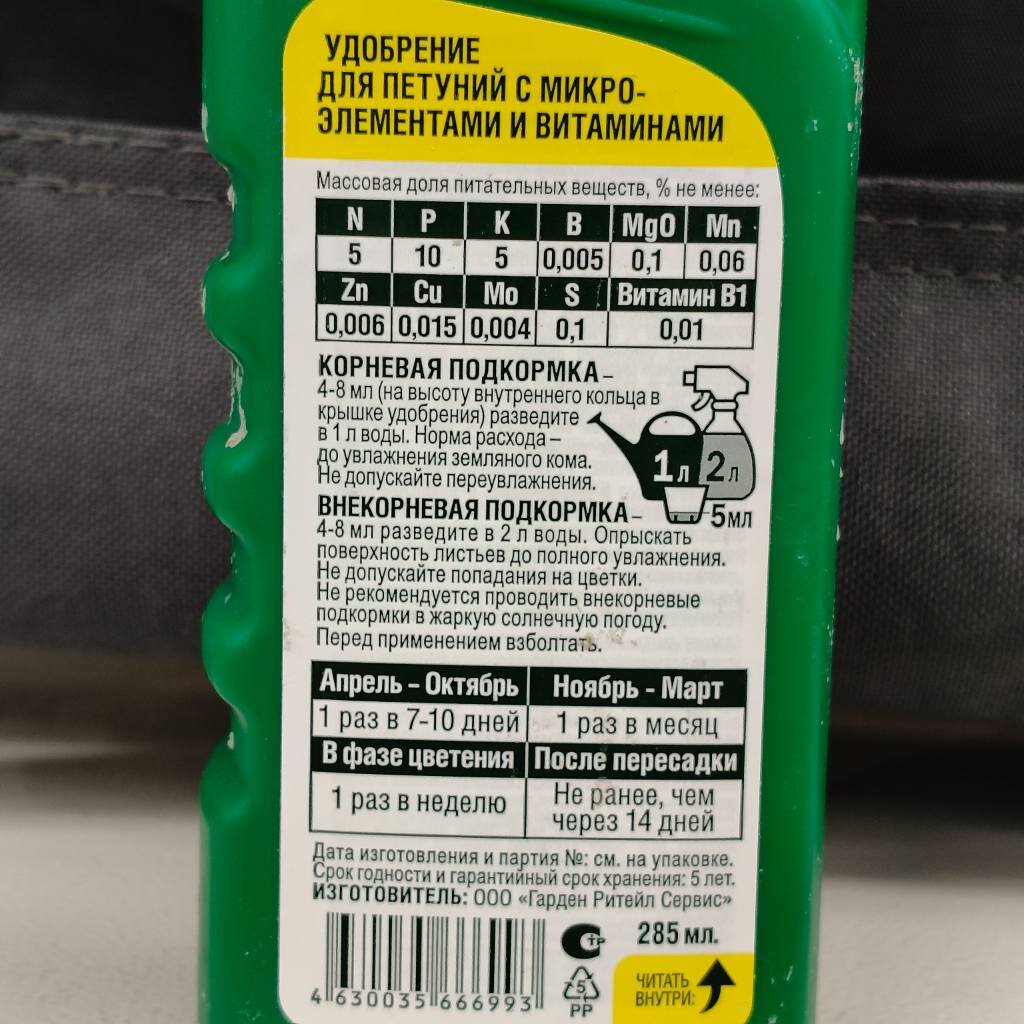 УДОБРЕНИЕ
ДЛЯ ПЕТУНИЙ С МИКРО-
ЭЛЕМЕНТАМИ И ВИТАМИНАМИ
Массовая доля питательных веществ, % не менее:
N P K B MgO Mn
5 10 5 0,005 0,1 0,06
Zn Cu Mo S Витамин B1
0,006 0,015 0,004 0,1 0,01
КОРНЕВАЯ ПОДКОРМКА –
4-8 мл (на высоту внутреннего кольца в
крышке удобрения) разведите
в 1 л воды. Норма расхода –
до увлажнения земляного кома.
Не допускайте переувлажнения.
1л 2л
5мл
ВНЕКОРНЕВАЯ ПОДКОРМКА –
4-8 мл разведите в 2 л воды. Опрыскать
поверхность листьев до полного увлажнения.
Не допускайте попадания на цветки.
Не рекомендуется проводить внекорневые
подкормки в жаркую солнечную погоду.
Перед применением взболтать.
Апрель – Октябрь Ноябрь - Март
1 раз в 7-10 дней 1 раз в месяц
В фазе цветения После пересадки
1 раз в неделю Не ранее, чем
через 14 дней
Дата изготовления и партия №: см. на упаковке.
Срок годности и гарантийный срок хранения: 5 лет.
ИЗГОТОВИТЕЛЬ: ООО «Гарден Ритейл Сервис»
4 630035 666993
СТР
285 мл.
5
PP
ЧИТАТЬ
ВНУТРИ: